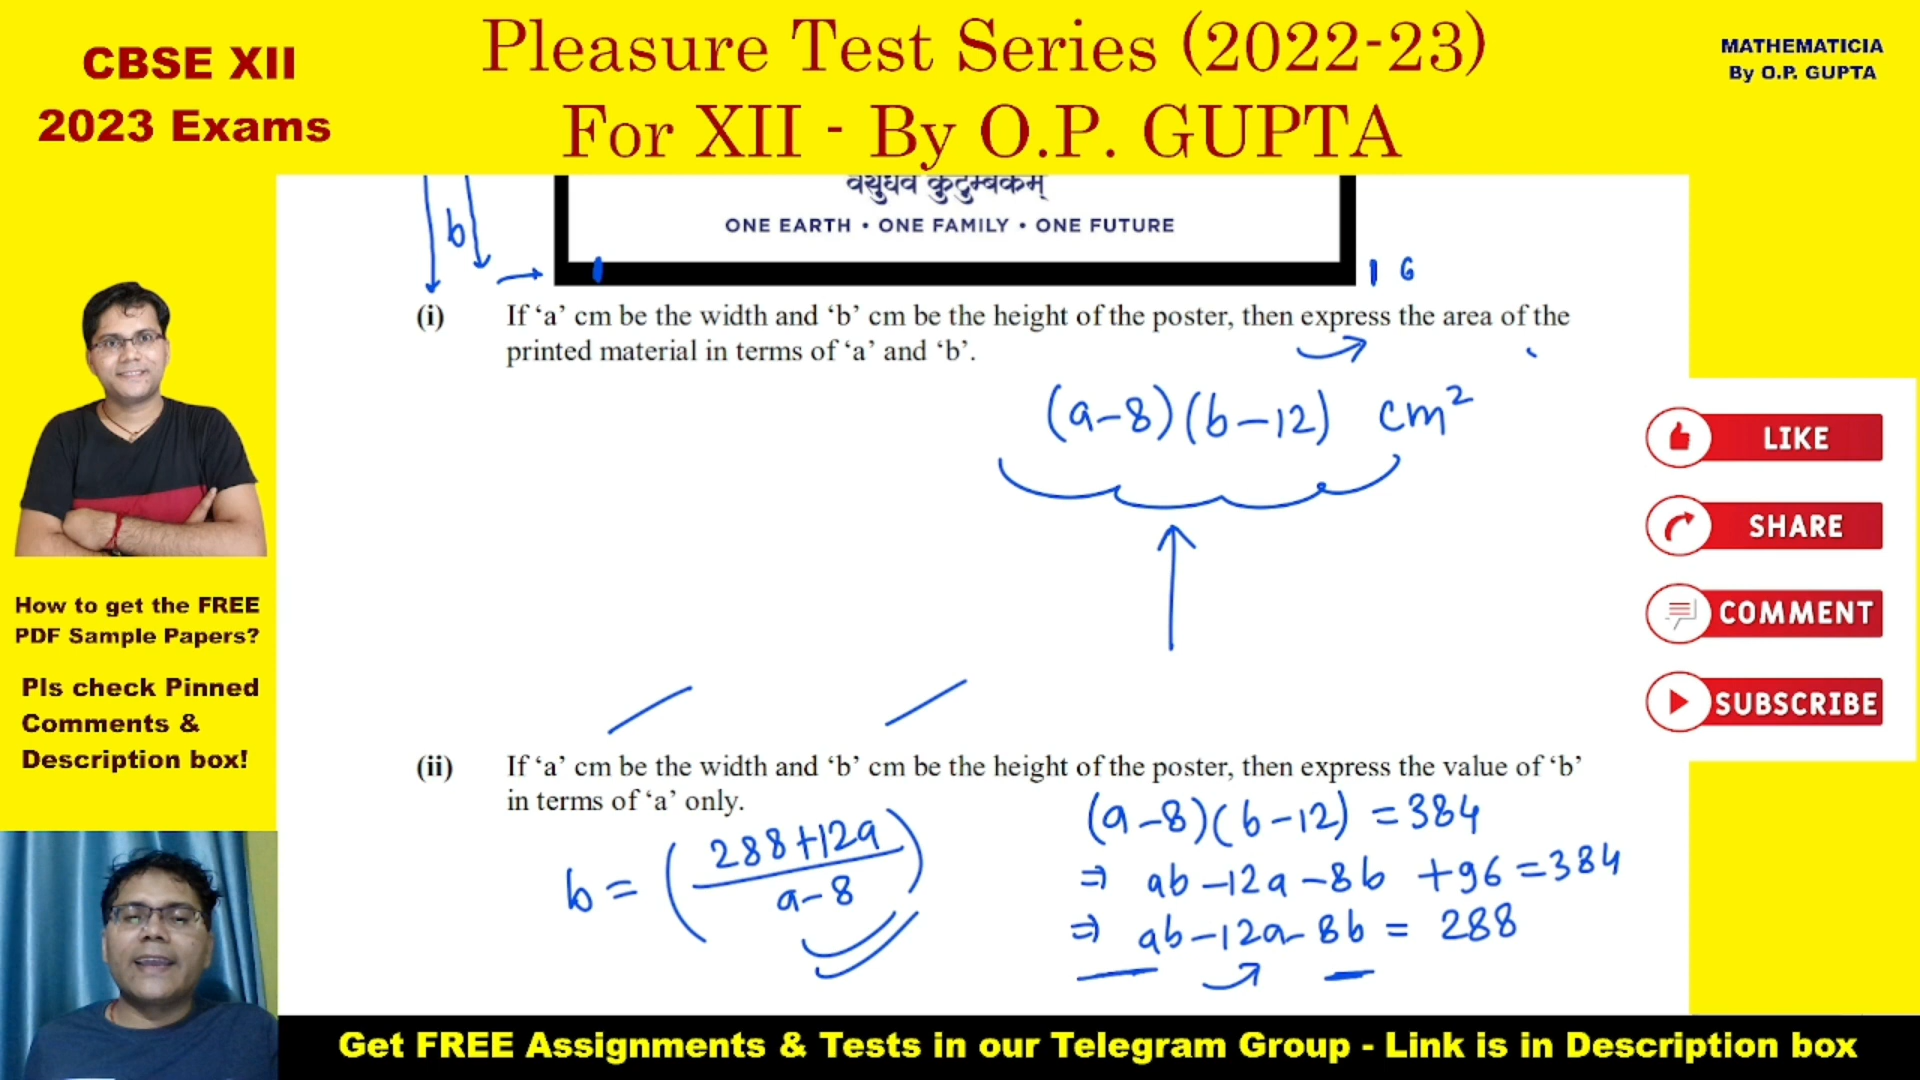 CBSE XII
2023 Exams
Pleasure Test Series (2022-23)
For XII - By O.P. GUPTA
MATHEMATICIA
By O.P. GUPTA
वसुधैव कुटुम्बकम्
ONE EARTH • ONE FAMILY • ONE FUTURE
b
6
(i) If ‘a’ cm be the width and ‘b’ cm be the height of the poster, then express the area of the
printed material in terms of ‘a’ and ‘b’.
(a-8)(b-12) cm²
LIKE
SHARE
COMMENT
SUBSCRIBE
How to get the FREE
PDF Sample Papers?
Pls check Pinned
Comments &
Description box!
(ii) If ‘a’ cm be the width and ‘b’ cm be the height of the poster, then express the value of ‘b’
in terms of ‘a’ only.
b = (288+12a / a-8)
(a-8)(b-12) = 384
⇒ ab-12a-8b +96 = 384
⇒ ab-12a-8b = 288
Get FREE Assignments & Tests in our Telegram Group - Link is in Description box